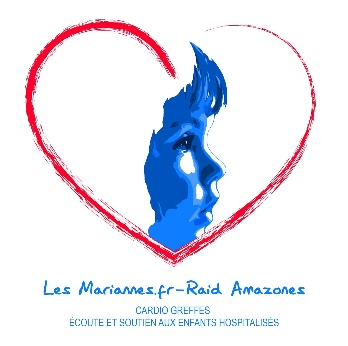 Les Mariannes.fr-Raid Amazones
CARDIO GREFFES
ÉCOUTE ET SOUTIEN AUX ENFANTS HOSPITALISÉS